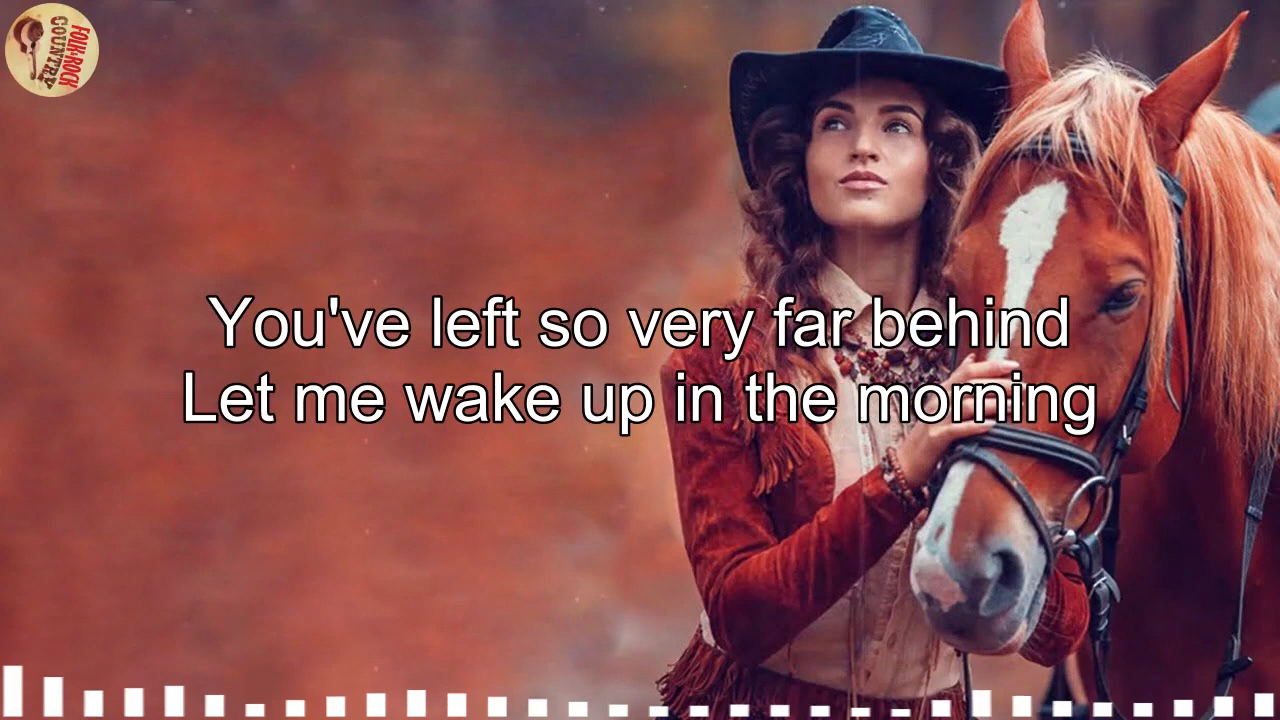 FOLK-ROCK
COUNTRY
You've left so very far behind
Let me wake up in the morning